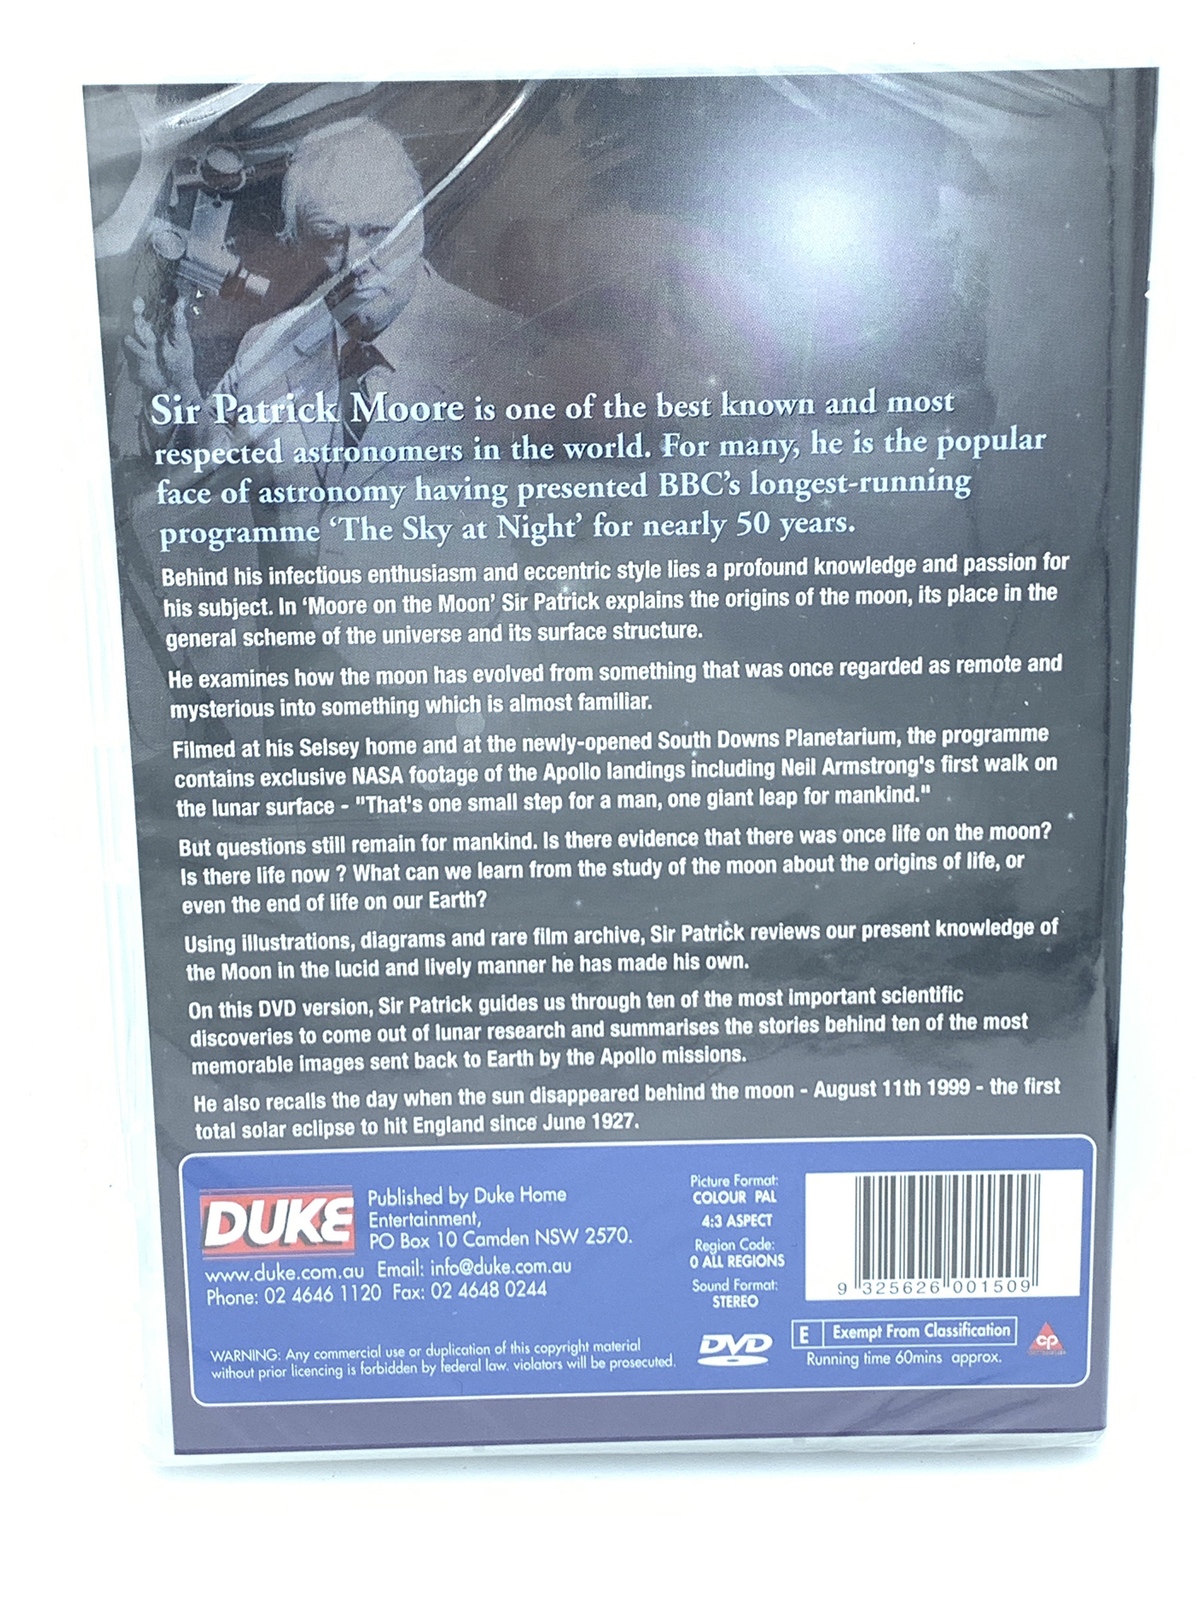 Sir Patrick Moore is one of the best known and most
respected astronomers in the world. For many, he is the popular
face of astronomy having presented BBC's longest-running
programme 'The Sky at Night' for nearly 50 years.
Behind his infectious enthusiasm and eccentric style lies a profound knowledge and passion for
his subject. In 'Moore on the Moon' Sir Patrick explains the origins of the moon, its place in the
general scheme of the universe and its surface structure.
He examines how the moon has evolved from something that was once regarded as remote and
mysterious into something which is almost familiar.
Filmed at his Selsey home and at the newly-opened South Downs Planetarium, the programme
contains exclusive NASA footage of the Apollo landings including Neil Armstrong's first walk on
the lunar surface - "That's one small step for a man, one giant leap for mankind."
But questions still remain for mankind. Is there evidence that there was once life on the moon?
Is there life now ? What can we learn from the study of the moon about the origins of life, or
even the end of life on our Earth?
Using illustrations, diagrams and rare film archive, Sir Patrick reviews our present knowledge of
the Moon in the lucid and lively manner he has made his own.
On this DVD version, Sir Patrick guides us through ten of the most important scientific
discoveries to come out of lunar research and summarises the stories behind ten of the most
memorable images sent back to Earth by the Apollo missions.
He also recalls the day when the sun disappeared behind the moon - August 11th 1999 - the first
total solar eclipse to hit England since June 1927.
DUKE
Published by Duke Home
Entertainment,
PO Box 10 Camden NSW 2570.
www.duke.com.au Email: info@duke.com.au
Phone: 02 4646 1120 Fax: 02 4648 0244
WARNING: Any commercial use or duplication of this copyright material
without prior licencing is forbidden by federal law. violators will be prosecuted.
Picture Format:
COLOUR PAL
4:3 ASPECT
Region Code:
0 ALL REGIONS
Sound Format:
STEREO
DVD
9 325626 001509
E Exempt From Classification
Running time 60mins approx.
cp